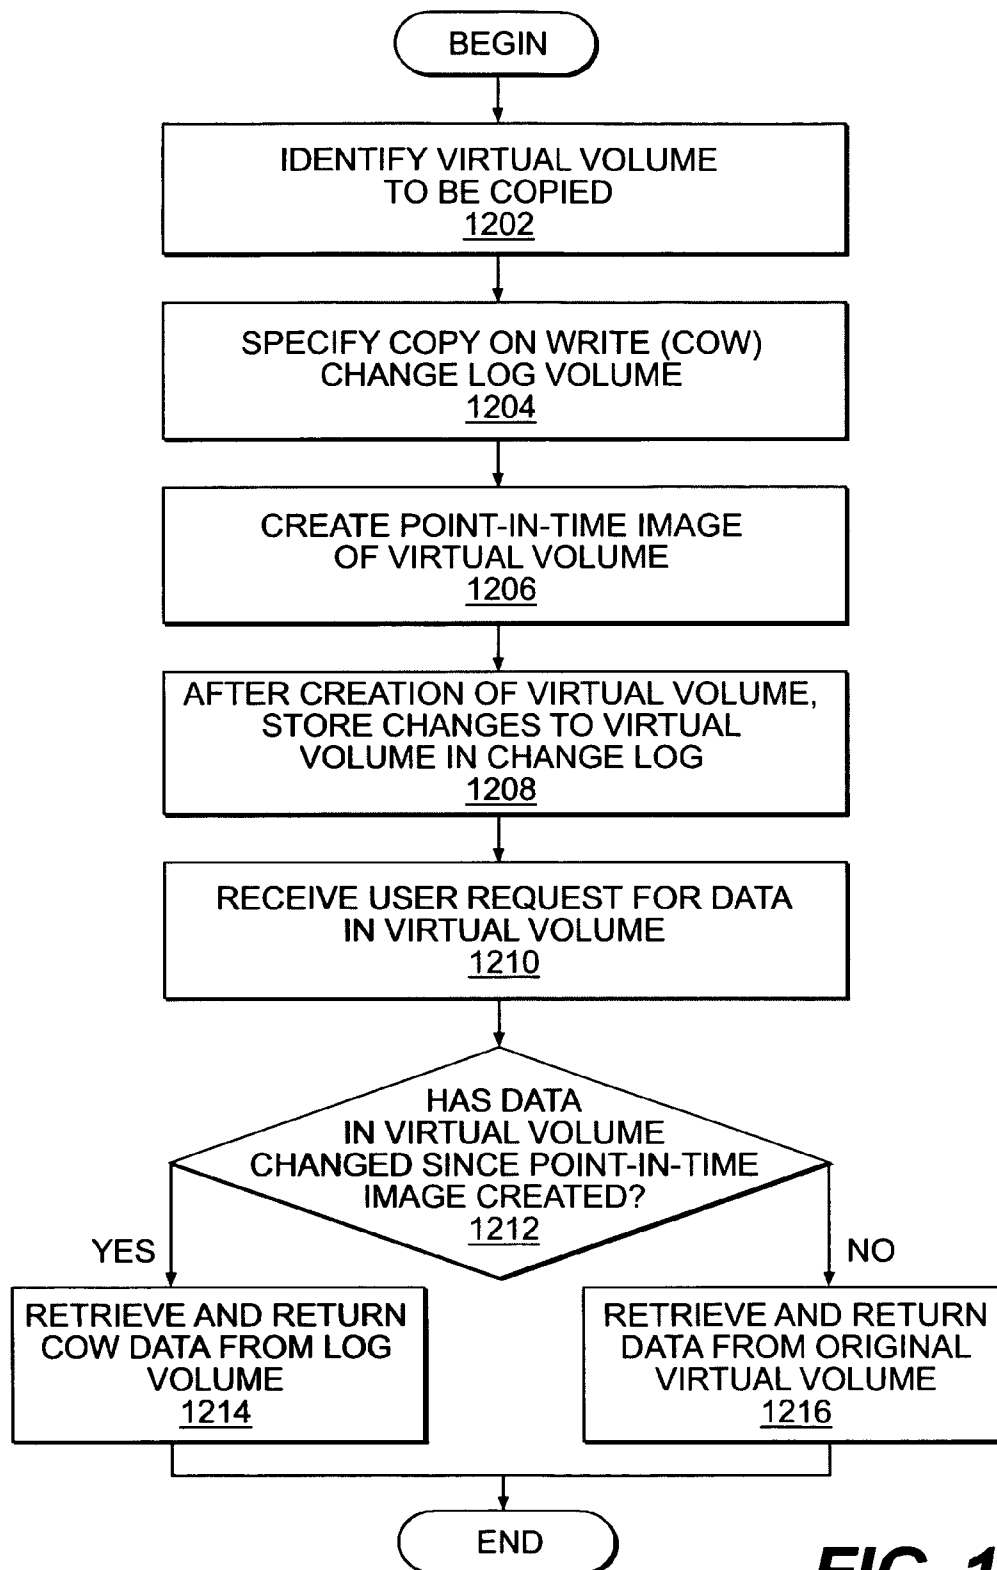 BEGIN
IDENTIFY VIRTUAL VOLUME
TO BE COPIED
1202
SPECIFY COPY ON WRITE (COW)
CHANGE LOG VOLUME
1204
CREATE POINT-IN-TIME IMAGE
OF VIRTUAL VOLUME
1206
AFTER CREATION OF VIRTUAL VOLUME,
STORE CHANGES TO VIRTUAL
VOLUME IN CHANGE LOG
1208
RECEIVE USER REQUEST FOR DATA
IN VIRTUAL VOLUME
1210
HAS DATA
IN VIRTUAL VOLUME
CHANGED SINCE POINT-IN-TIME
IMAGE CREATED?
1212
YES
NO
RETRIEVE AND RETURN
COW DATA FROM LOG
VOLUME
1214
RETRIEVE AND RETURN
DATA FROM ORIGINAL
VIRTUAL VOLUME
1216
END
FIG. 1